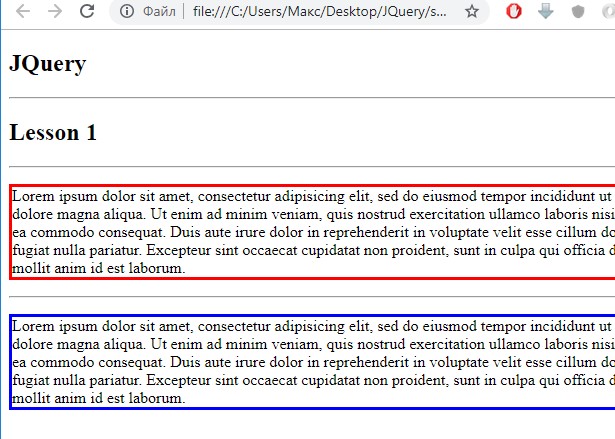 Файл file:///C:/Users/Макс/Desktop/JQuery/s...
JQuery
Lesson 1
Lorem ipsum dolor sit amet, consectetur adipisicing elit, sed do eiusmod tempor incididunt ut
dolore magna aliqua. Ut enim ad minim veniam, quis nostrud exercitation ullamco laboris nisi
ea commodo consequat. Duis aute irure dolor in reprehenderit in voluptate velit esse cillum do
fugiat nulla pariatur. Excepteur sint occaecat cupidatat non proident, sunt in culpa qui officia d
mollit anim id est laborum.
Lorem ipsum dolor sit amet, consectetur adipisicing elit, sed do eiusmod tempor incididunt ut
dolore magna aliqua. Ut enim ad minim veniam, quis nostrud exercitation ullamco laboris nisi
ea commodo consequat. Duis aute irure dolor in reprehenderit in voluptate velit esse cillum do
fugiat nulla pariatur. Excepteur sint occaecat cupidatat non proident, sunt in culpa qui officia d
mollit anim id est laborum.